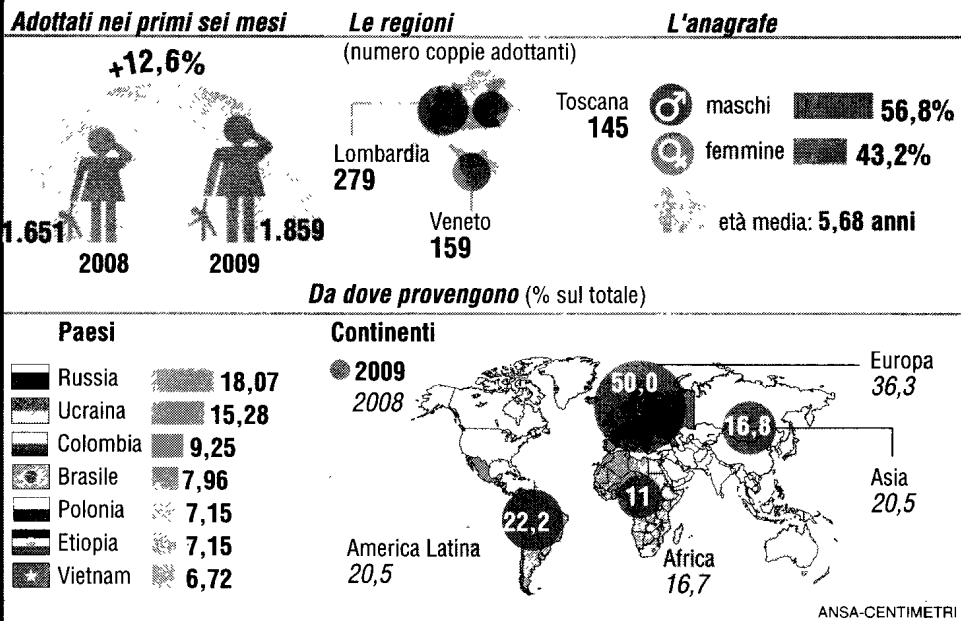 Adottati nei primi sei mesi
+12,6%
1.651
2008
1.859
2009
Le regioni
(numero coppie adottanti)
Lombardia
279
Veneto
159
Toscana
145
L'anagrafe
maschi 56,8%
femmine 43,2%
età media: 5,68 anni
Da dove provengono (% sul totale)
Paesi
Russia 18,07
Ucraina 15,28
Colombia 9,25
Brasile 7,96
Polonia 7,15
Etiopia 7,15
Vietnam 6,72
Continenti
2009
2008
50,0
Europa
36,3
16,8
Asia
20,5
11
Africa
16,7
22,2
America Latina
20,5
ANSA-CENTIMETRI